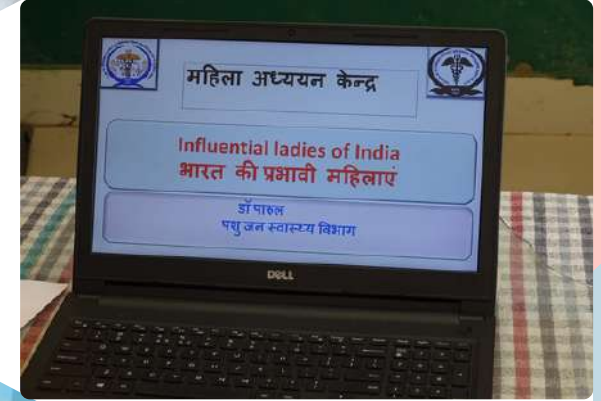 महिला अध्ययन केन्द्र
Influential ladies of India
भारत की प्रभावी महिलाएं
डॉ पारुल
पशु जन स्वास्थ्य विभाग
DELL